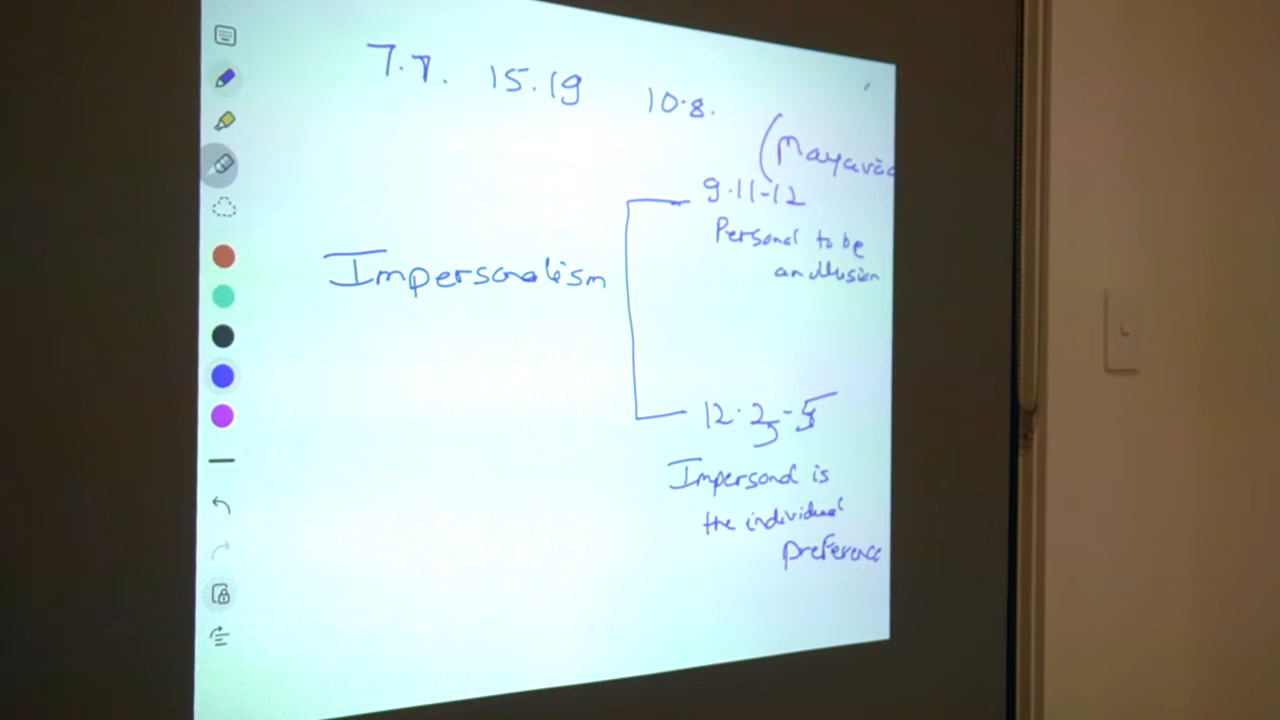 7.7. 15.19 10.8.
(Mayavād
9.11-12
Personal to be
an illusion
Impersonalism
12.3-5
Impersonal is
the individual
preference